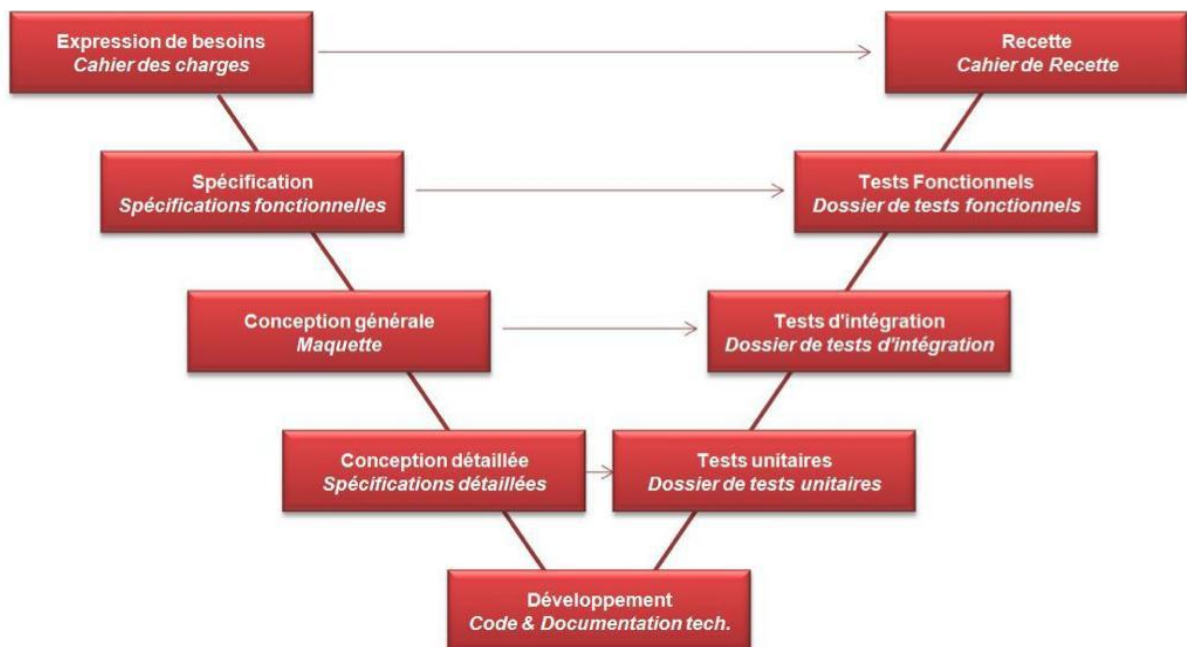 Expression de besoins
Cahier des charges
Recette
Cahier de Recette
Spécification
Spécifications fonctionnelles
Tests Fonctionnels
Dossier de tests fonctionnels
Conception générale
Maquette
Tests d'intégration
Dossier de tests d'intégration
Conception détaillée
Spécifications détaillées
Tests unitaires
Dossier de tests unitaires
Développement
Code & Documentation tech.